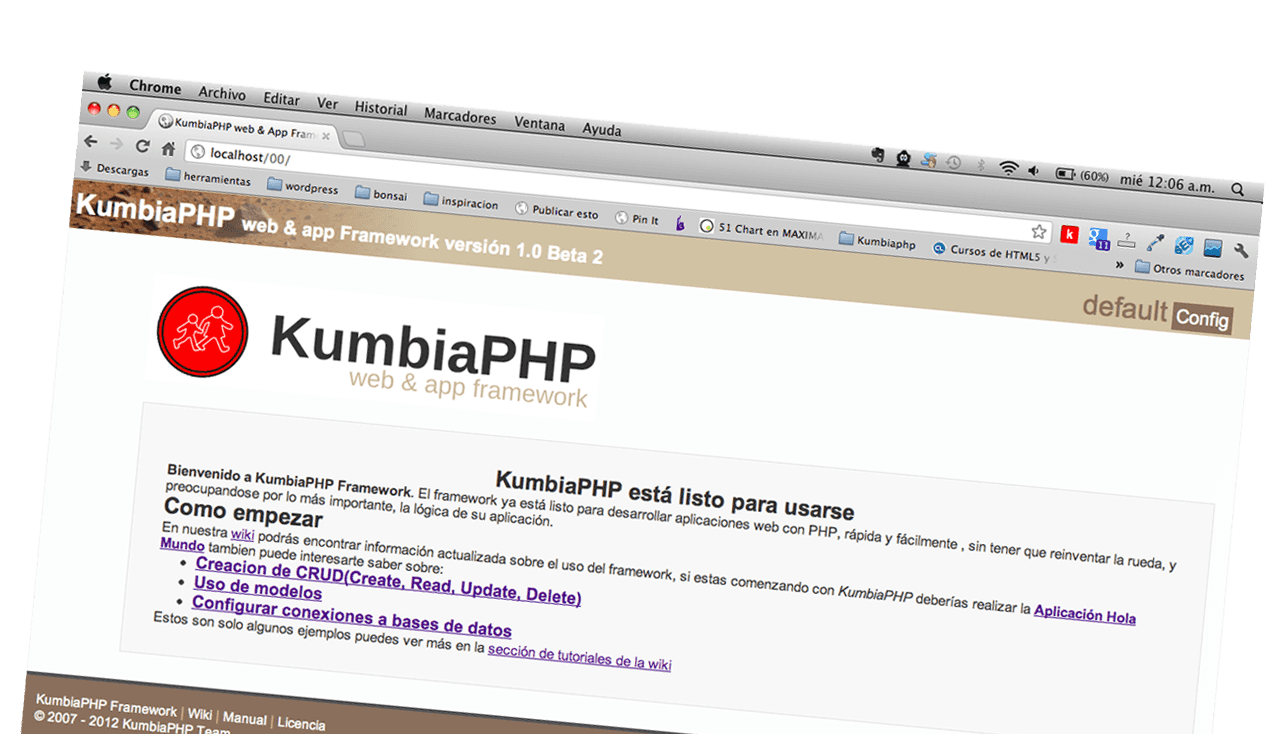 Chrome Archivo Editar Ver Historial Marcadores Ventana Ayuda
(60%) mié 12:06 a.m.
KumbiaPHP web & App Fram
localhost/00/
Descargas herramientas wordpress bonsai inspiracion Publicar esto Pin It 51 Chart en MAXIMA Kumbiaphp Cursos de HTML5 y S » Otros marcadores
k g 11 ?
KumbiaPHP web & app Framework versión 1.0 Beta 2
default Config
KumbiaPHP
web & app framework
KumbiaPHP está listo para usarse
Bienvenido a KumbiaPHP Framework. El framework ya está listo para desarrollar aplicaciones web con PHP, rápida y fácilmente , sin tener que reinventar la rueda, y
preocupandose por lo más importante, la lógica de su aplicación.
Como empezar
En nuestra wiki podrás encontrar información actualizada sobre el uso del framework, si estas comenzando con KumbiaPHP deberías realizar la Aplicación Hola
Mundo tambien puede interesarte saber sobre:
• Creacion de CRUD(Create, Read, Update, Delete)
• Uso de modelos
• Configurar conexiones a bases de datos
Estos son solo algunos ejemplos puedes ver más en la sección de tutoriales de la wiki
KumbiaPHP Framework | Wiki | Manual | Licencia
© 2007 - 2012 KumbiaPHP Team